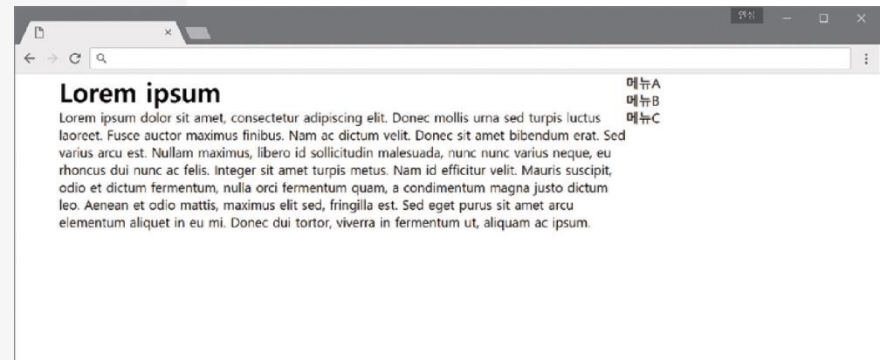 Lorem ipsum
Lorem ipsum dolor sit amet, consectetur adipiscing elit. Donec mollis urna sed turpis luctus
laoreet. Fusce auctor maximus finibus. Nam ac dictum velit. Donec sit amet bibendum erat. Sed
varius arcu est. Nullam maximus, libero id sollicitudin malesuada, nunc nunc varius neque, eu
rhoncus dui nunc ac felis. Integer sit amet turpis metus. Nam id efficitur velit. Mauris suscipit,
odio et dictum fermentum, nulla orci fermentum quam, a condimentum magna justo dictum
leo. Aenean et odio mattis, maximus elit sed, fringilla est. Sed eget purus sit amet arcu
elementum aliquet in eu mi. Donec dui tortor, viverra in fermentum ut, aliquam ac ipsum.
메뉴A
메뉴B
메뉴C